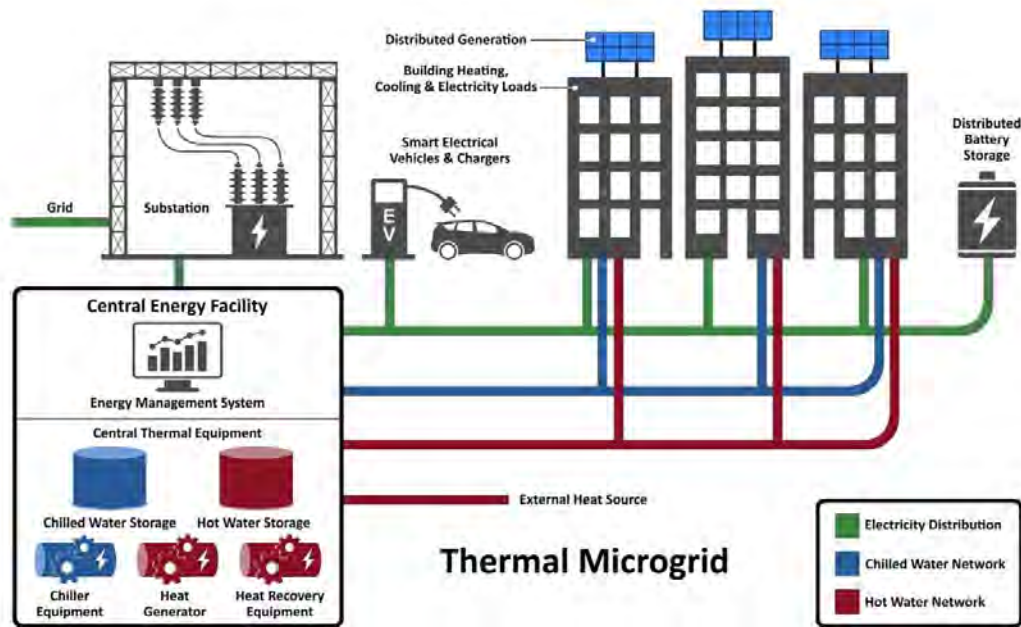 Distributed Generation
Building Heating,
Cooling & Electricity Loads
Distributed
Battery
Storage
Smart Electrical
Vehicles & Chargers
Grid
Substation
E
V
Central Energy Facility
Energy Management System
Central Thermal Equipment
Chilled Water Storage
Hot Water Storage
Chiller
Equipment
Heat
Generator
Heat Recovery
Equipment
External Heat Source
Thermal Microgrid
Electricity Distribution
Chilled Water Network
Hot Water Network